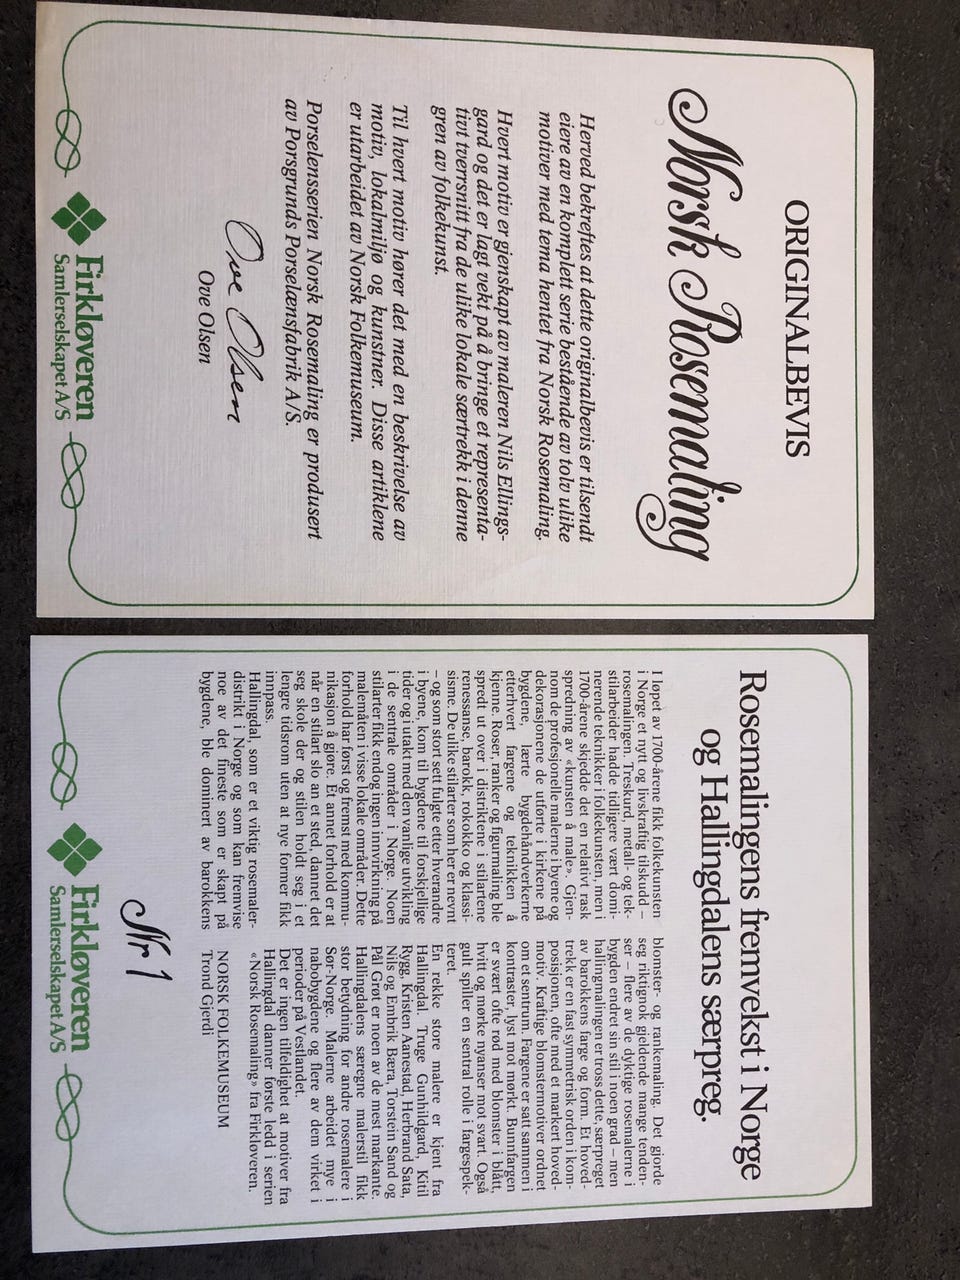 ORIGINALBEVIS
Norsk Rosemaling
Herved bekreftes at dette originalbevis er tilsendt
eiere av en komplett serie bestående av tolv ulike
motiver med tema hentet fra Norsk Rosemaling.
Hvert motiv er gjenskapt av maleren Nils Ellings-
gard og det er lagt vekt på å bringe et representa-
tivt tverrsnitt fra de ulike lokale særtrekk i denne
gren av folkekunst.
Til hvert motiv hører det med en beskrivelse av
motiv, lokalmiljø og kunstner. Disse artiklene
er utarbeidet av Norsk Folkemuseum.
Porselensserien Norsk Rosemaling er produsert
av Porsgrunds Porselænsfabrik A/S.
Ove Olsen
Ove Olsen
Firkløveren
Samlerselskapet A/S
Rosemalingens fremvekst i Norge
og Hallingdalens særpreg.
I løpet av 1700-årene fikk folkekunsten
i Norge et nytt og livskraftig tilskudd –
rosemalingen. Treskurd, metall- og tek-
stilarbeider hadde tidligere vært domi-
nerende teknikker i folkekunsten, men i
1700-årene skjedde det en relativt rask
spredning av «kunsten å male». Gjen-
nom de profesjonelle malerne i byene og
dekorasjonene de utførte i kirkene på
bygdene, lærte bygdehåndverkerne
etterhvert fargene og teknikken å
kjenne. Roser, ranker og figurmaling ble
spredt ut over i distriktene i stilartene
renessanse, barokk, rokokko og klassi-
sisme. De ulike stilarter som her er nevnt
– og som stort sett fulgte etter hverandre
i byene, kom til bygdene til forskjellige
tider og i utakt med den vanlige utvikling
i de sentrale områder i Norge. Noen
stilarter fikk endog ingen innvirkning på
malemåten i visse lokale områder. Dette
forhold har først og fremst med kommu-
nikasjon å gjøre. Et annet forhold er at
når en stilart slo an et sted, dannet det
seg skole der og stilen holdt seg i et
lengre tidsrom uten at nye former fikk
innpass.
Hallingdal, som er et viktig rosemaler-
distrikt i Norge og som kan fremvise
noe av det fineste som er skapt på
bygdene, ble dominert av barokkens
blomster- og rankemaling. Det gjorde
seg riktignok gjeldende mange tenden-
ser – flere av de dyktige rosemalerne i
bygden endret sin stil i noen grad – men
hallingmalingen er tross dette, særpreget
av barokkens farge og form. Et hoved-
trekk er en fast symmetrisk orden i kom-
posisjonen, ofte med et markert hoved-
motiv. Kraftige blomstermotiver ordnet
om et sentrum. Fargene er satt sammen i
kontraster, lyst mot mørkt. Bunnfargen
er svært ofte rød med blomster i blått,
hvitt og mørke nyanser mot svart. Også
gult spiller en sentral rolle i fargespek-
teret.
En rekke store malere er kjent fra
Hallingdal. Truge Gunhildgard, Kitil
Rygg, Kristen Aanestad, Herbrand Sata,
Nils og Embrik Bæra, Torstein Sand og
Pål Grøt er noen av de mest markante.
Hallingdalens særegne malerstil fikk
stor betydning for andre rosemalere i
Sør-Norge. Malerne arbeidet mye i
nabobygdene og flere av dem virket i
perioder på Vestlandet.
Det er ingen tilfeldighet at motiver fra
Hallingdal danner første ledd i serien
«Norsk Rosemaling» fra Firkløveren.
NORSK FOLKEMUSEUM
Trond Gjerdi
Nr 1
Firkløveren
Samlerselskapet A/S